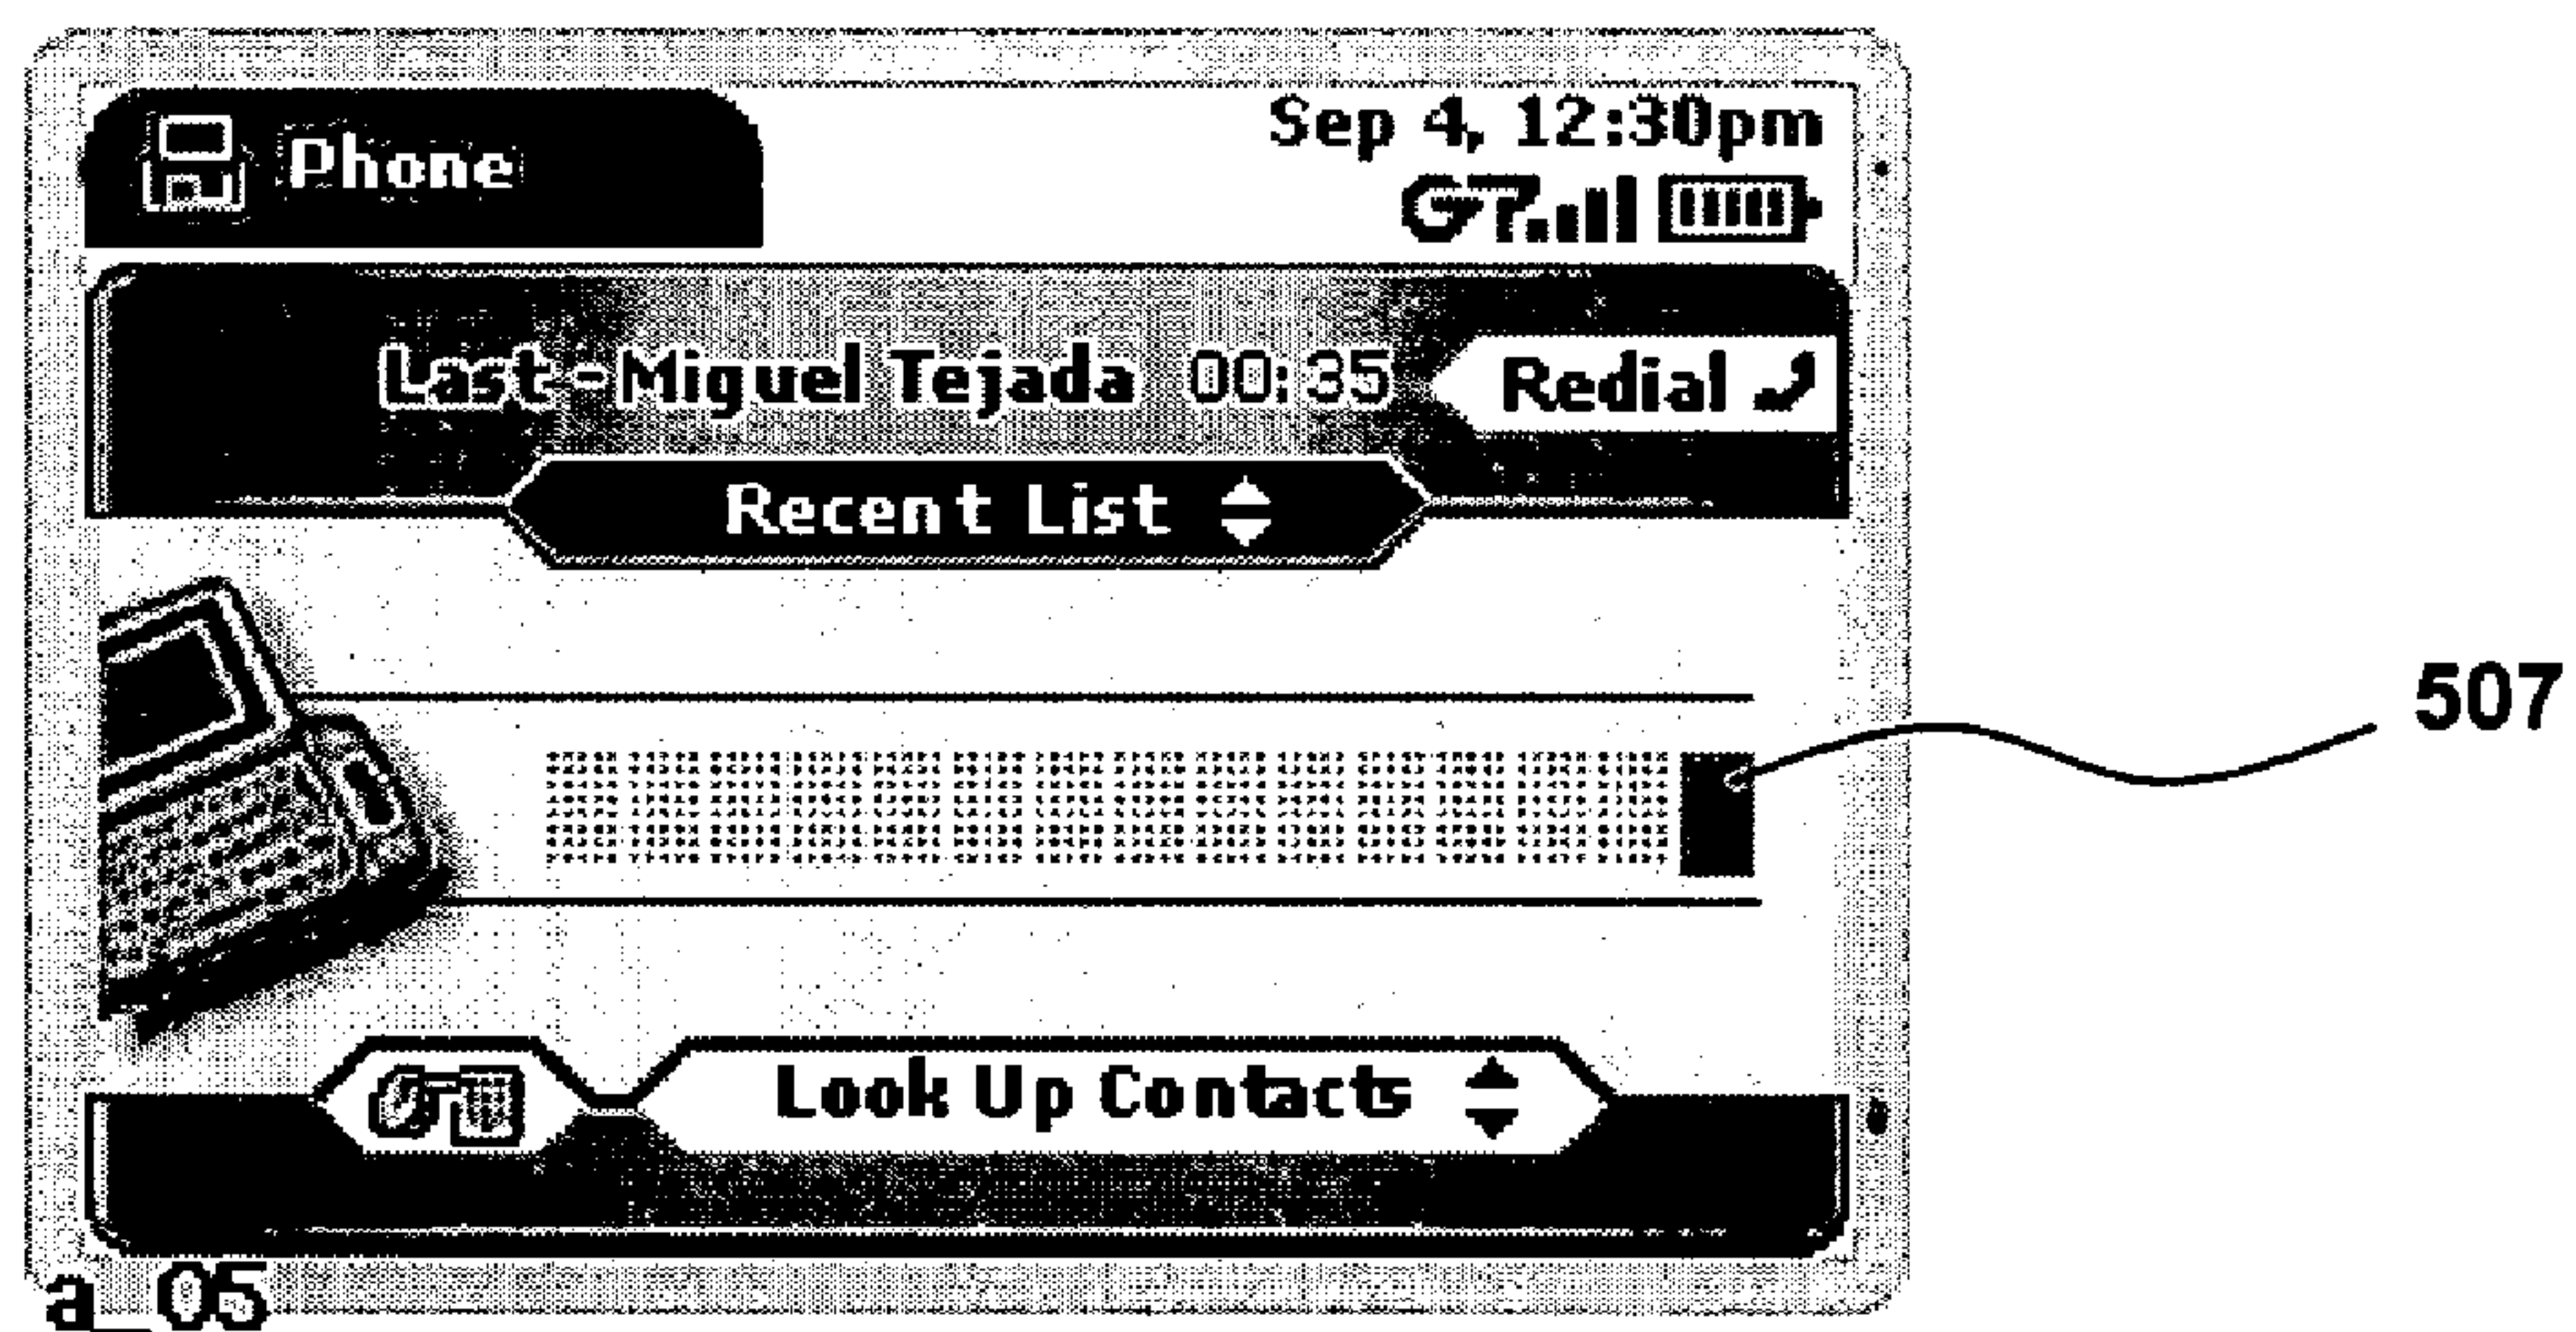 Phone
Sep 4, 12:30pm
G
Last - Miguel Tejada 00:35
Redial
Recent List
507
Look Up Contacts
a_05